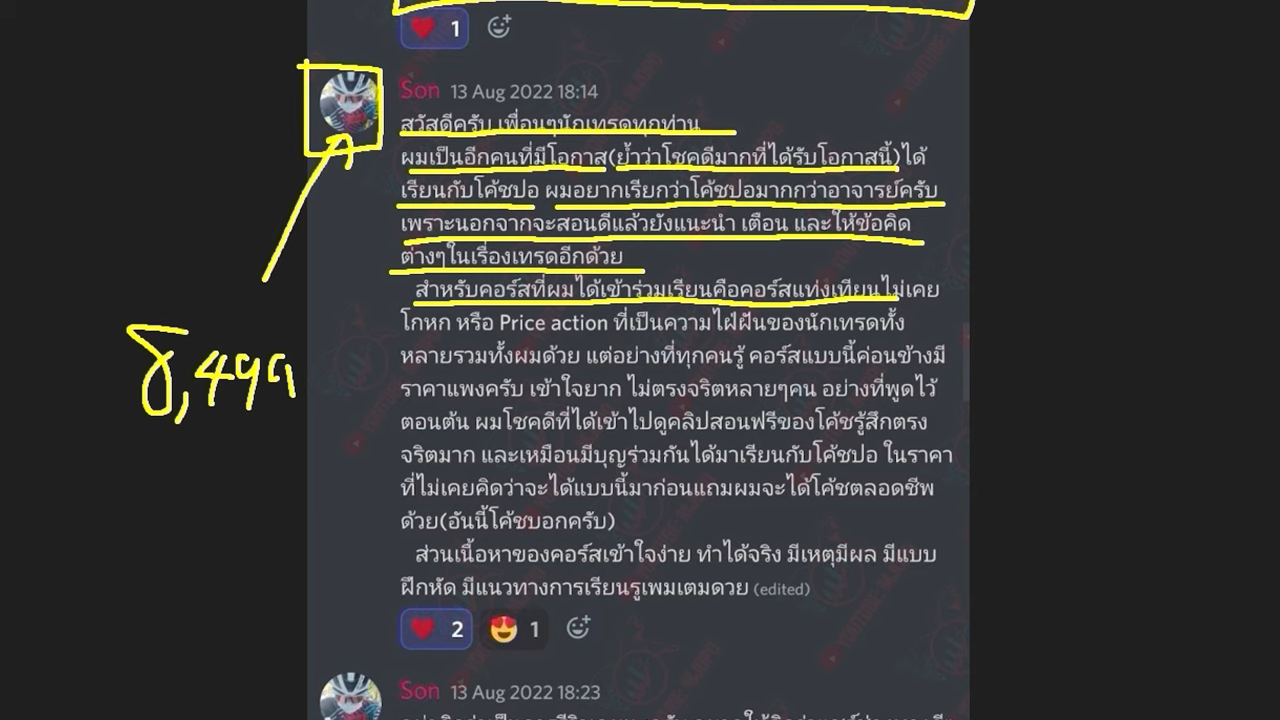 1
Son 13 Aug 2022 18:14
สวัสดีครับ เพื่อนๆนักเทรดทุกท่าน
ผมเป็นอีกคนที่มีโอกาส(ย้ำว่าโชคดีมากที่ได้รับโอกาสนี้)ได้
เรียนกับโค้ชปอ ผมอยากเรียกว่าโค้ชปอมากกว่าอาจารย์ครับ
เพราะนอกจากจะสอนดีแล้วยังแนะนำ เตือน และให้ข้อคิด
ต่างๆในเรื่องเทรดอีกด้วย
สำหรับคอร์สที่ผมได้เข้าร่วมเรียนคือคอร์สแท่งเทียนไม่เคย
โกหก หรือ Price action ที่เป็นความไฝ่ฝันของนักเทรดทั้ง
หลายรวมทั้งผมด้วย แต่อย่างที่ทุกคนรู้ คอร์สแบบนี้ค่อนข้างมี
ราคาแพงครับ เข้าใจยาก ไม่ตรงจริตหลายๆคน อย่างที่พูดไว้
ตอนต้น ผมโชคดีที่ได้เข้าไปดูคลิปสอนฟรีของโค้ชรู้สึกตรง
จริตมาก และเหมือนมีบุญร่วมกันได้มาเรียนกับโค้ชปอ ในราคา
ที่ไม่เคยคิดว่าจะได้แบบนี้มาก่อนแถมผมจะได้โค้ชตลอดชีพ
ด้วย(อันนี้โค้ชบอกครับ)
ส่วนเนื้อหาของคอร์สเข้าใจง่าย ทำได้จริง มีเหตุมีผล มีแบบ
ฝึกหัด มีแนวทางการเรียนรู้เพิ่มเติมด้วย (edited)
2 1
Son 13 Aug 2022 18:23